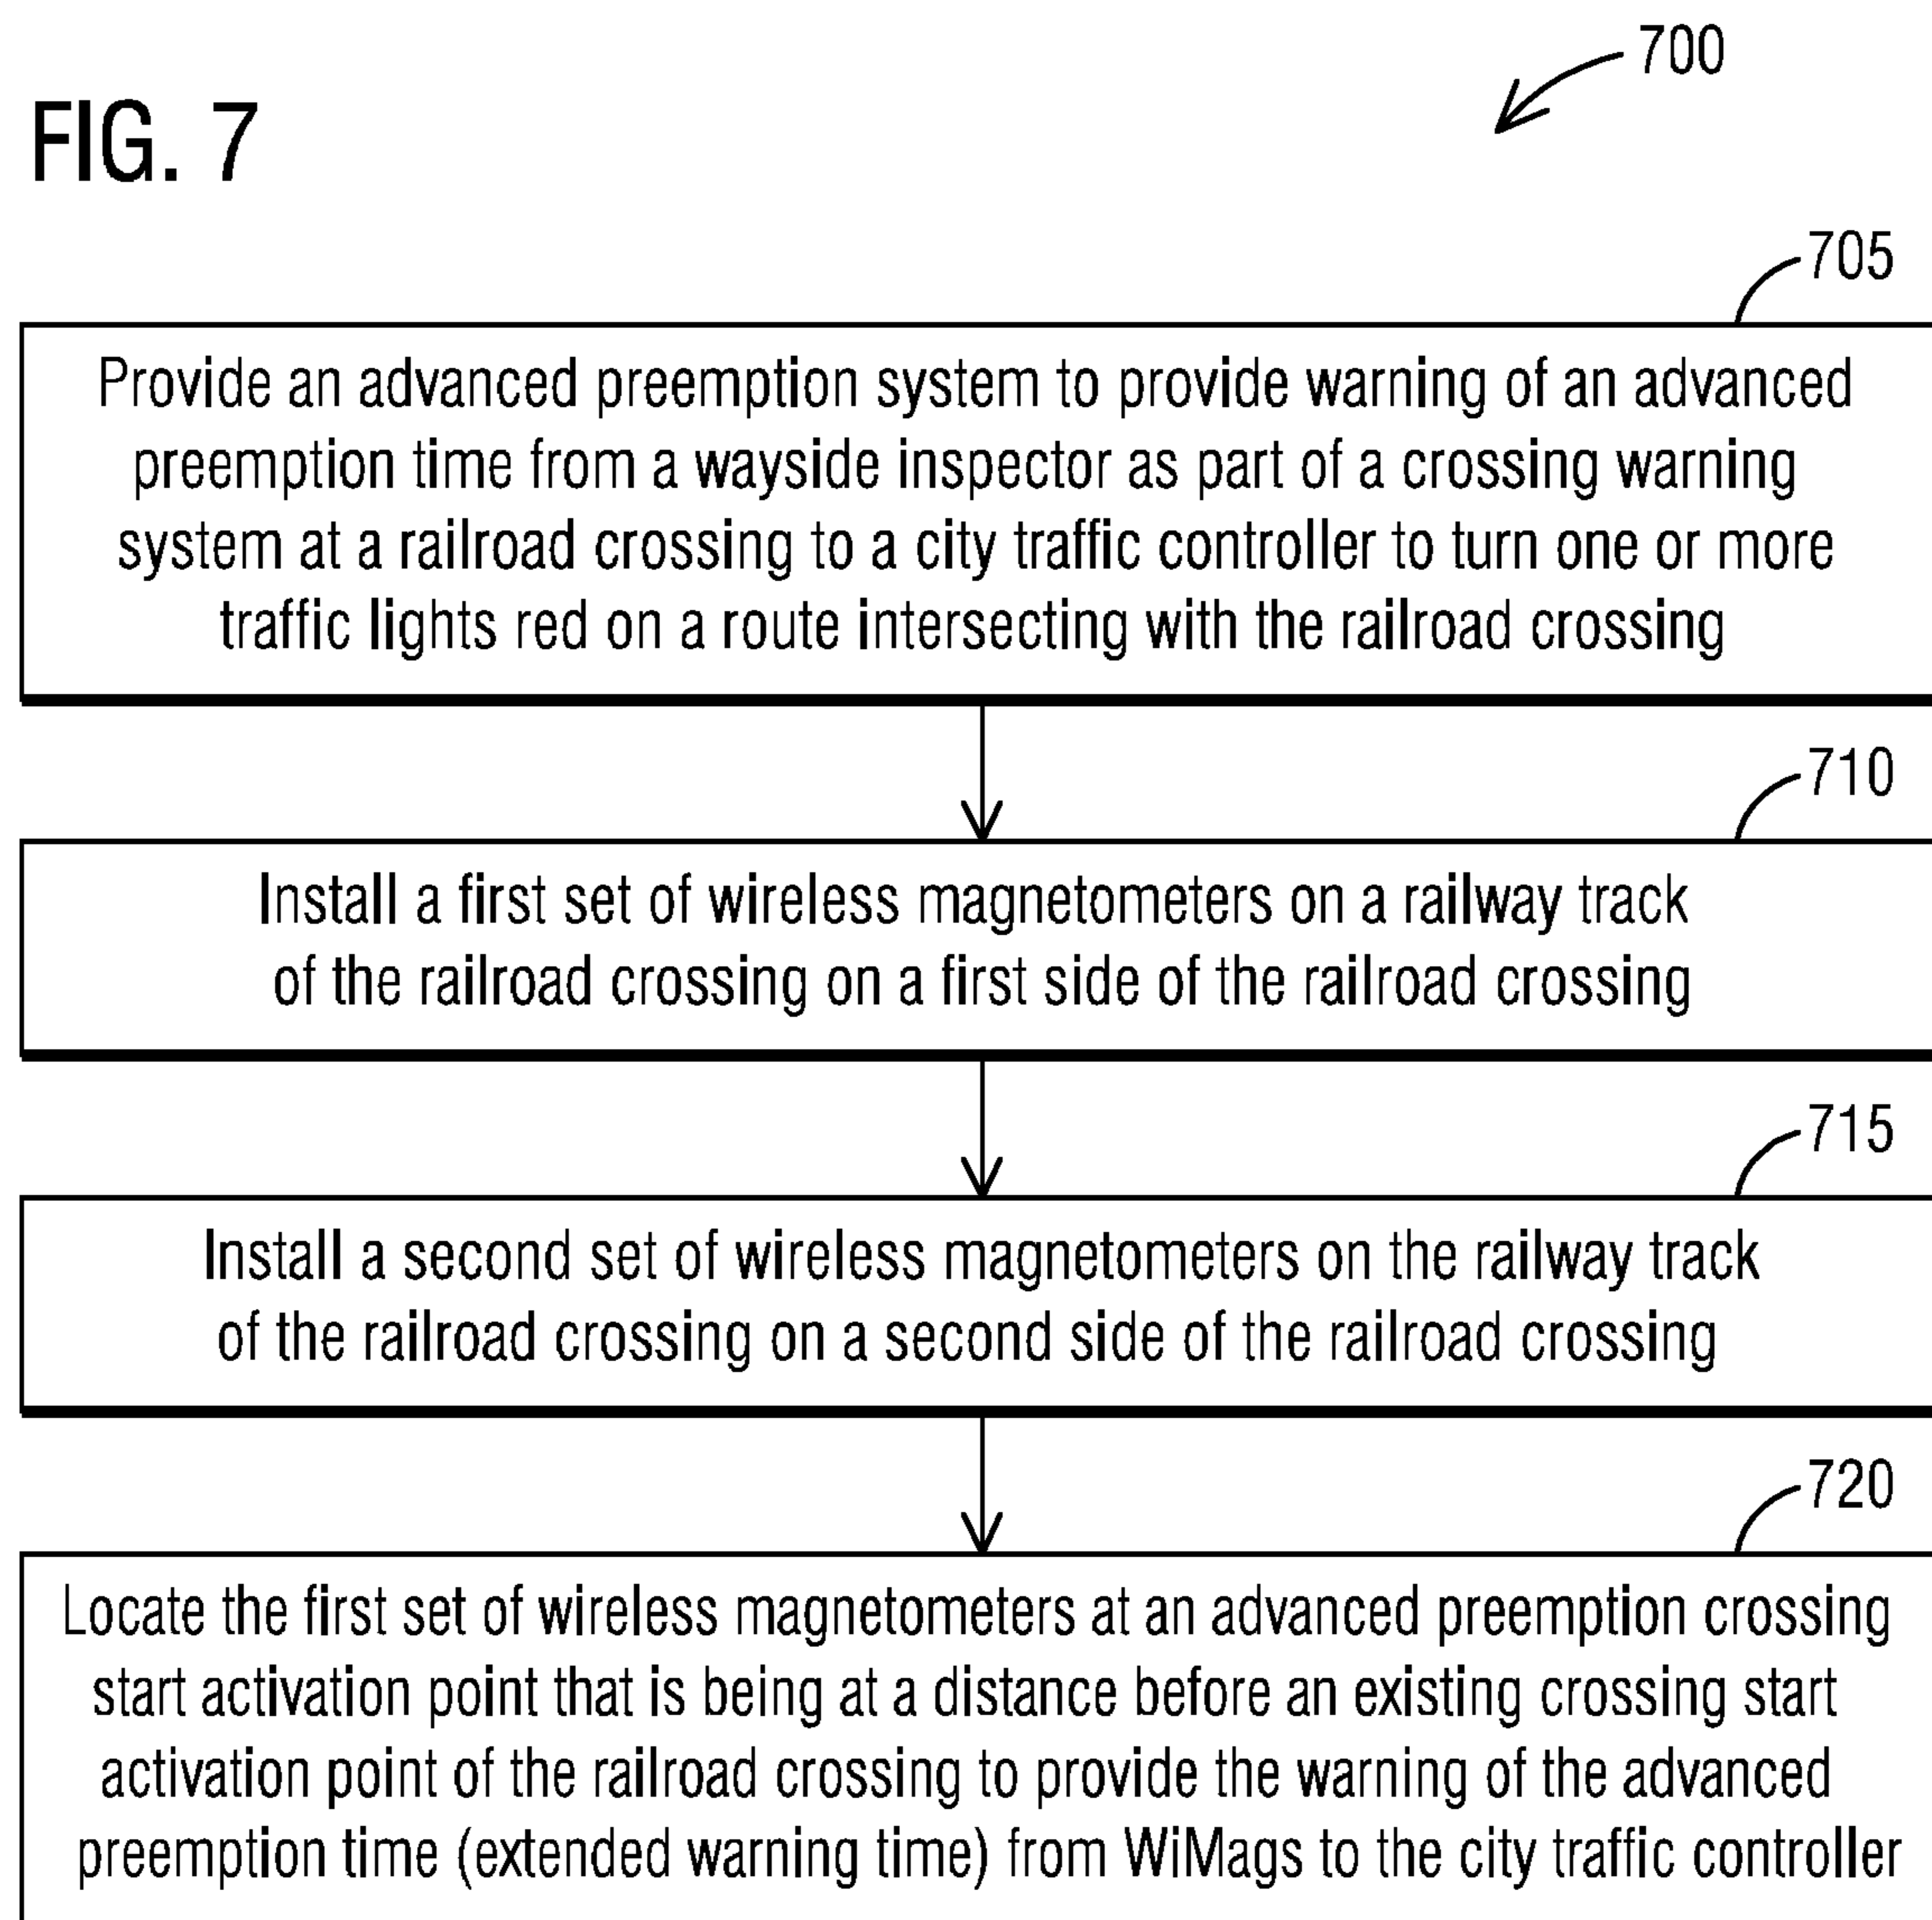 700
FIG. 7
705
Provide an advanced preemption system to provide warning of an advanced
preemption time from a wayside inspector as part of a crossing warning
system at a railroad crossing to a city traffic controller to turn one or more
traffic lights red on a route intersecting with the railroad crossing
710
Install a first set of wireless magnetometers on a railway track
of the railroad crossing on a first side of the railroad crossing
715
Install a second set of wireless magnetometers on the railway track
of the railroad crossing on a second side of the railroad crossing
720
Locate the first set of wireless magnetometers at an advanced preemption crossing
start activation point that is being at a distance before an existing crossing start
activation point of the railroad crossing to provide the warning of the advanced
preemption time (extended warning time) from WiMags to the city traffic controller